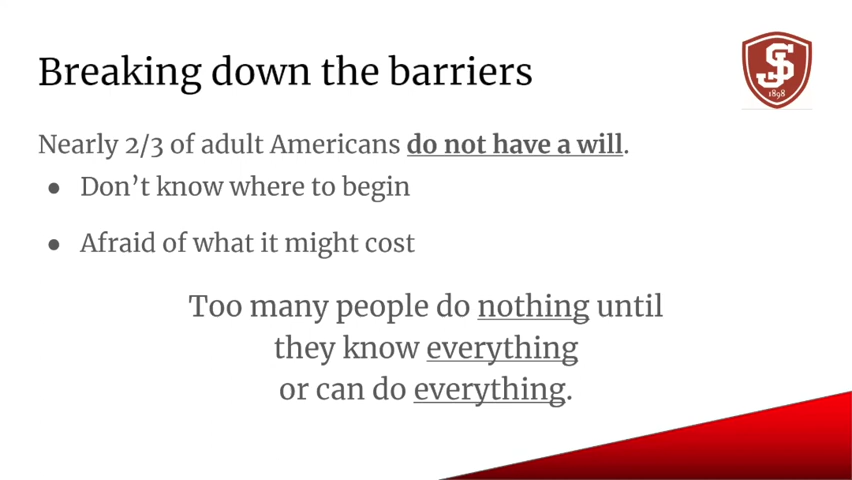 Breaking down the barriers
SJ
1898
Nearly 2/3 of adult Americans do not have a will.
● Don’t know where to begin
● Afraid of what it might cost
Too many people do nothing until
they know everything
or can do everything.